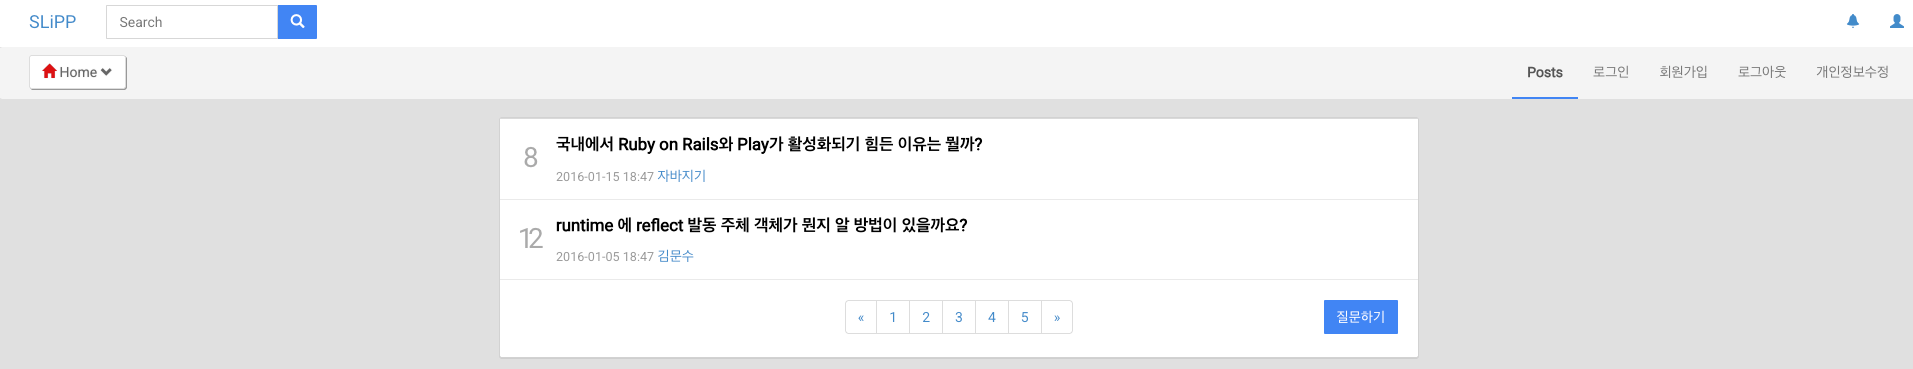 SLiPP Search
Home Posts 로그인 회원가입 로그아웃 개인정보수정
8 국내에서 Ruby on Rails와 Play가 활성화되기 힘든 이유는 뭘까?
2016-01-15 18:47 자바지기
12 runtime 에 reflect 발동 주체 객체가 뭔지 알 방법이 있을까요?
2016-01-05 18:47 김문수
« 1 2 3 4 5 » 질문하기